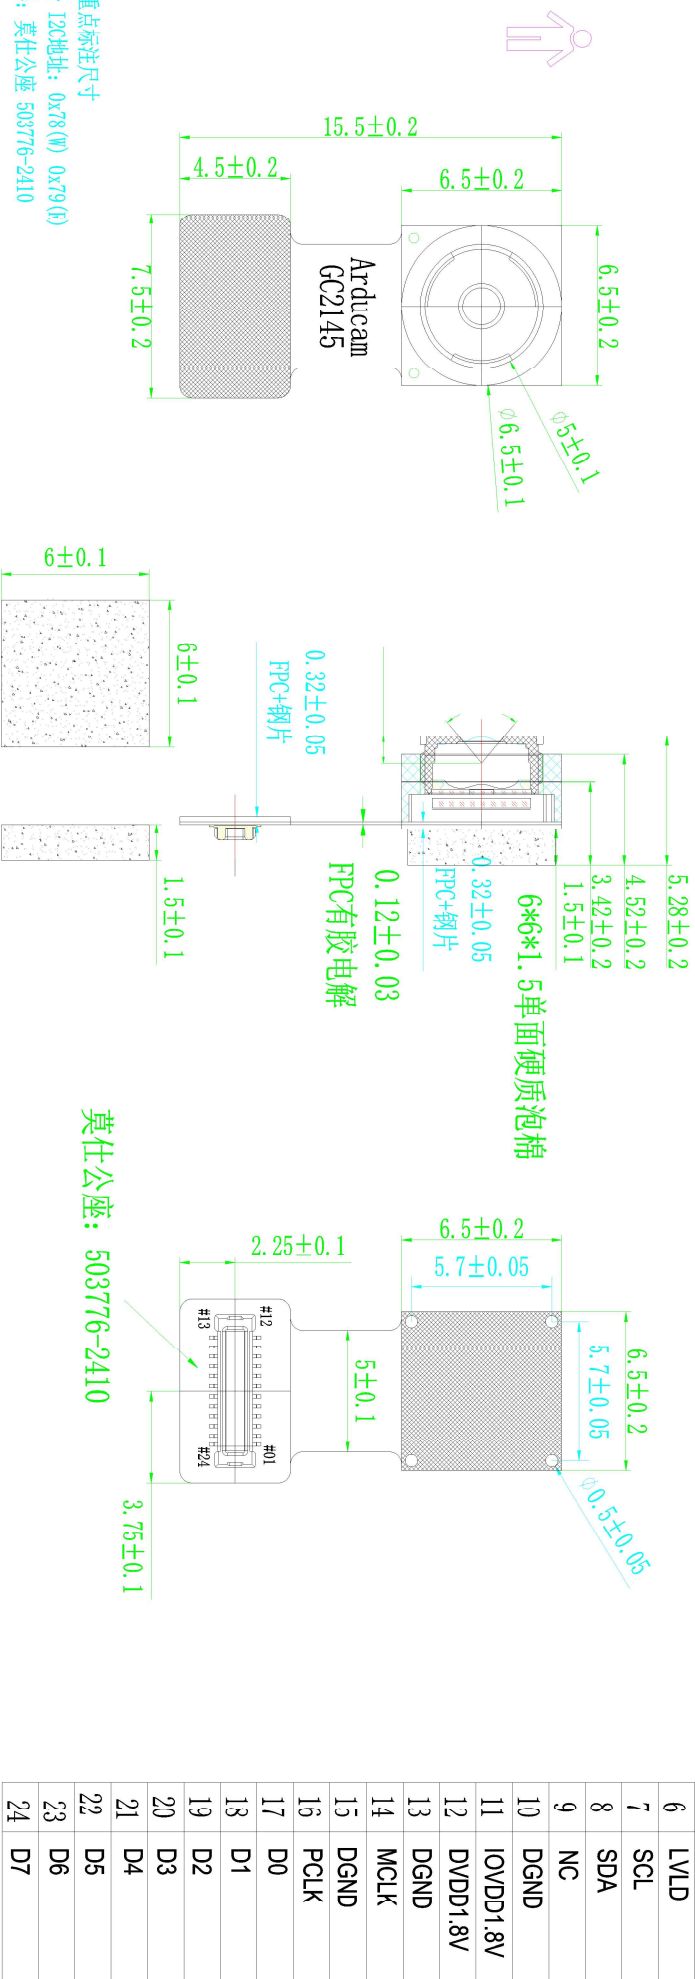 重点标注尺寸
I2C地址: 0x78(W) 0x79(R)
: 莫仕公座 503776-2410
15.5±0.2
4.5±0.2
6.5±0.2
7.5±0.2
6.5±0.2
Arducam
GC2145
Ø5±0.1
Ø6.5±0.1
6±0.1
6±0.1
1.5±0.1
0.32±0.05
FPC+钢片
5.28±0.2
4.52±0.2
3.42±0.2
1.5±0.1
6*6*1.5单面硬质泡棉
0.32±0.05
FPC+钢片
0.12±0.03
FPC有胶电解
莫仕公座: 503776-2410
6.5±0.2
5.7±0.05
6.5±0.2
5.7±0.05
Ø0.5±0.05
2.25±0.1
5±0.1
3.75±0.1
#12
#13
#01
#24
6 LVLD
7 SCL
8 SDA
9 NC
10 DGND
11 IOVDD1.8V
12 DVDD1.8V
13 DGND
14 MCLK
15 DGND
16 PCLK
17 D0
18 D1
19 D2
20 D3
21 D4
22 D5
23 D6
24 D7